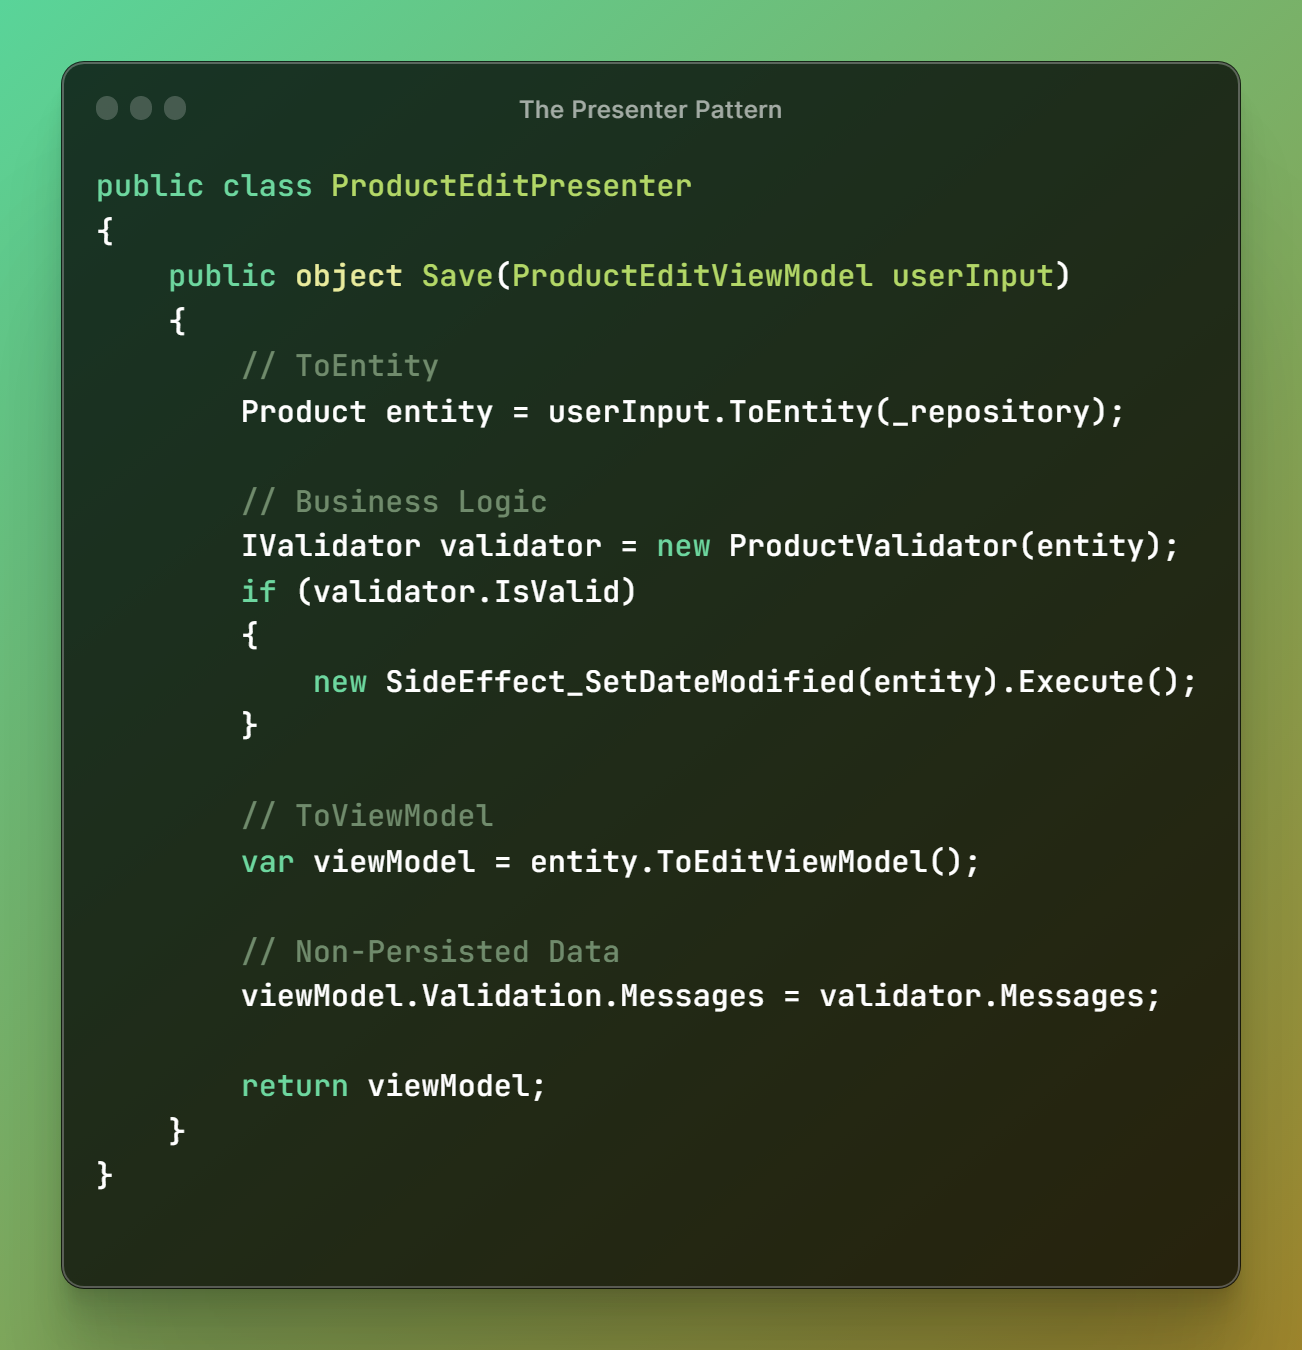 The Presenter Pattern
public class ProductEditPresenter
{
    public object Save(ProductEditViewModel userInput)
    {
        // ToEntity
        Product entity = userInput.ToEntity(_repository);

        // Business Logic
        IValidator validator = new ProductValidator(entity);
        if (validator.IsValid)
        {
            new SideEffect_SetDateModified(entity).Execute();
        }

        // ToViewModel
        var viewModel = entity.ToEditViewModel();

        // Non-Persisted Data
        viewModel.Validation.Messages = validator.Messages;

        return viewModel;
    }
}